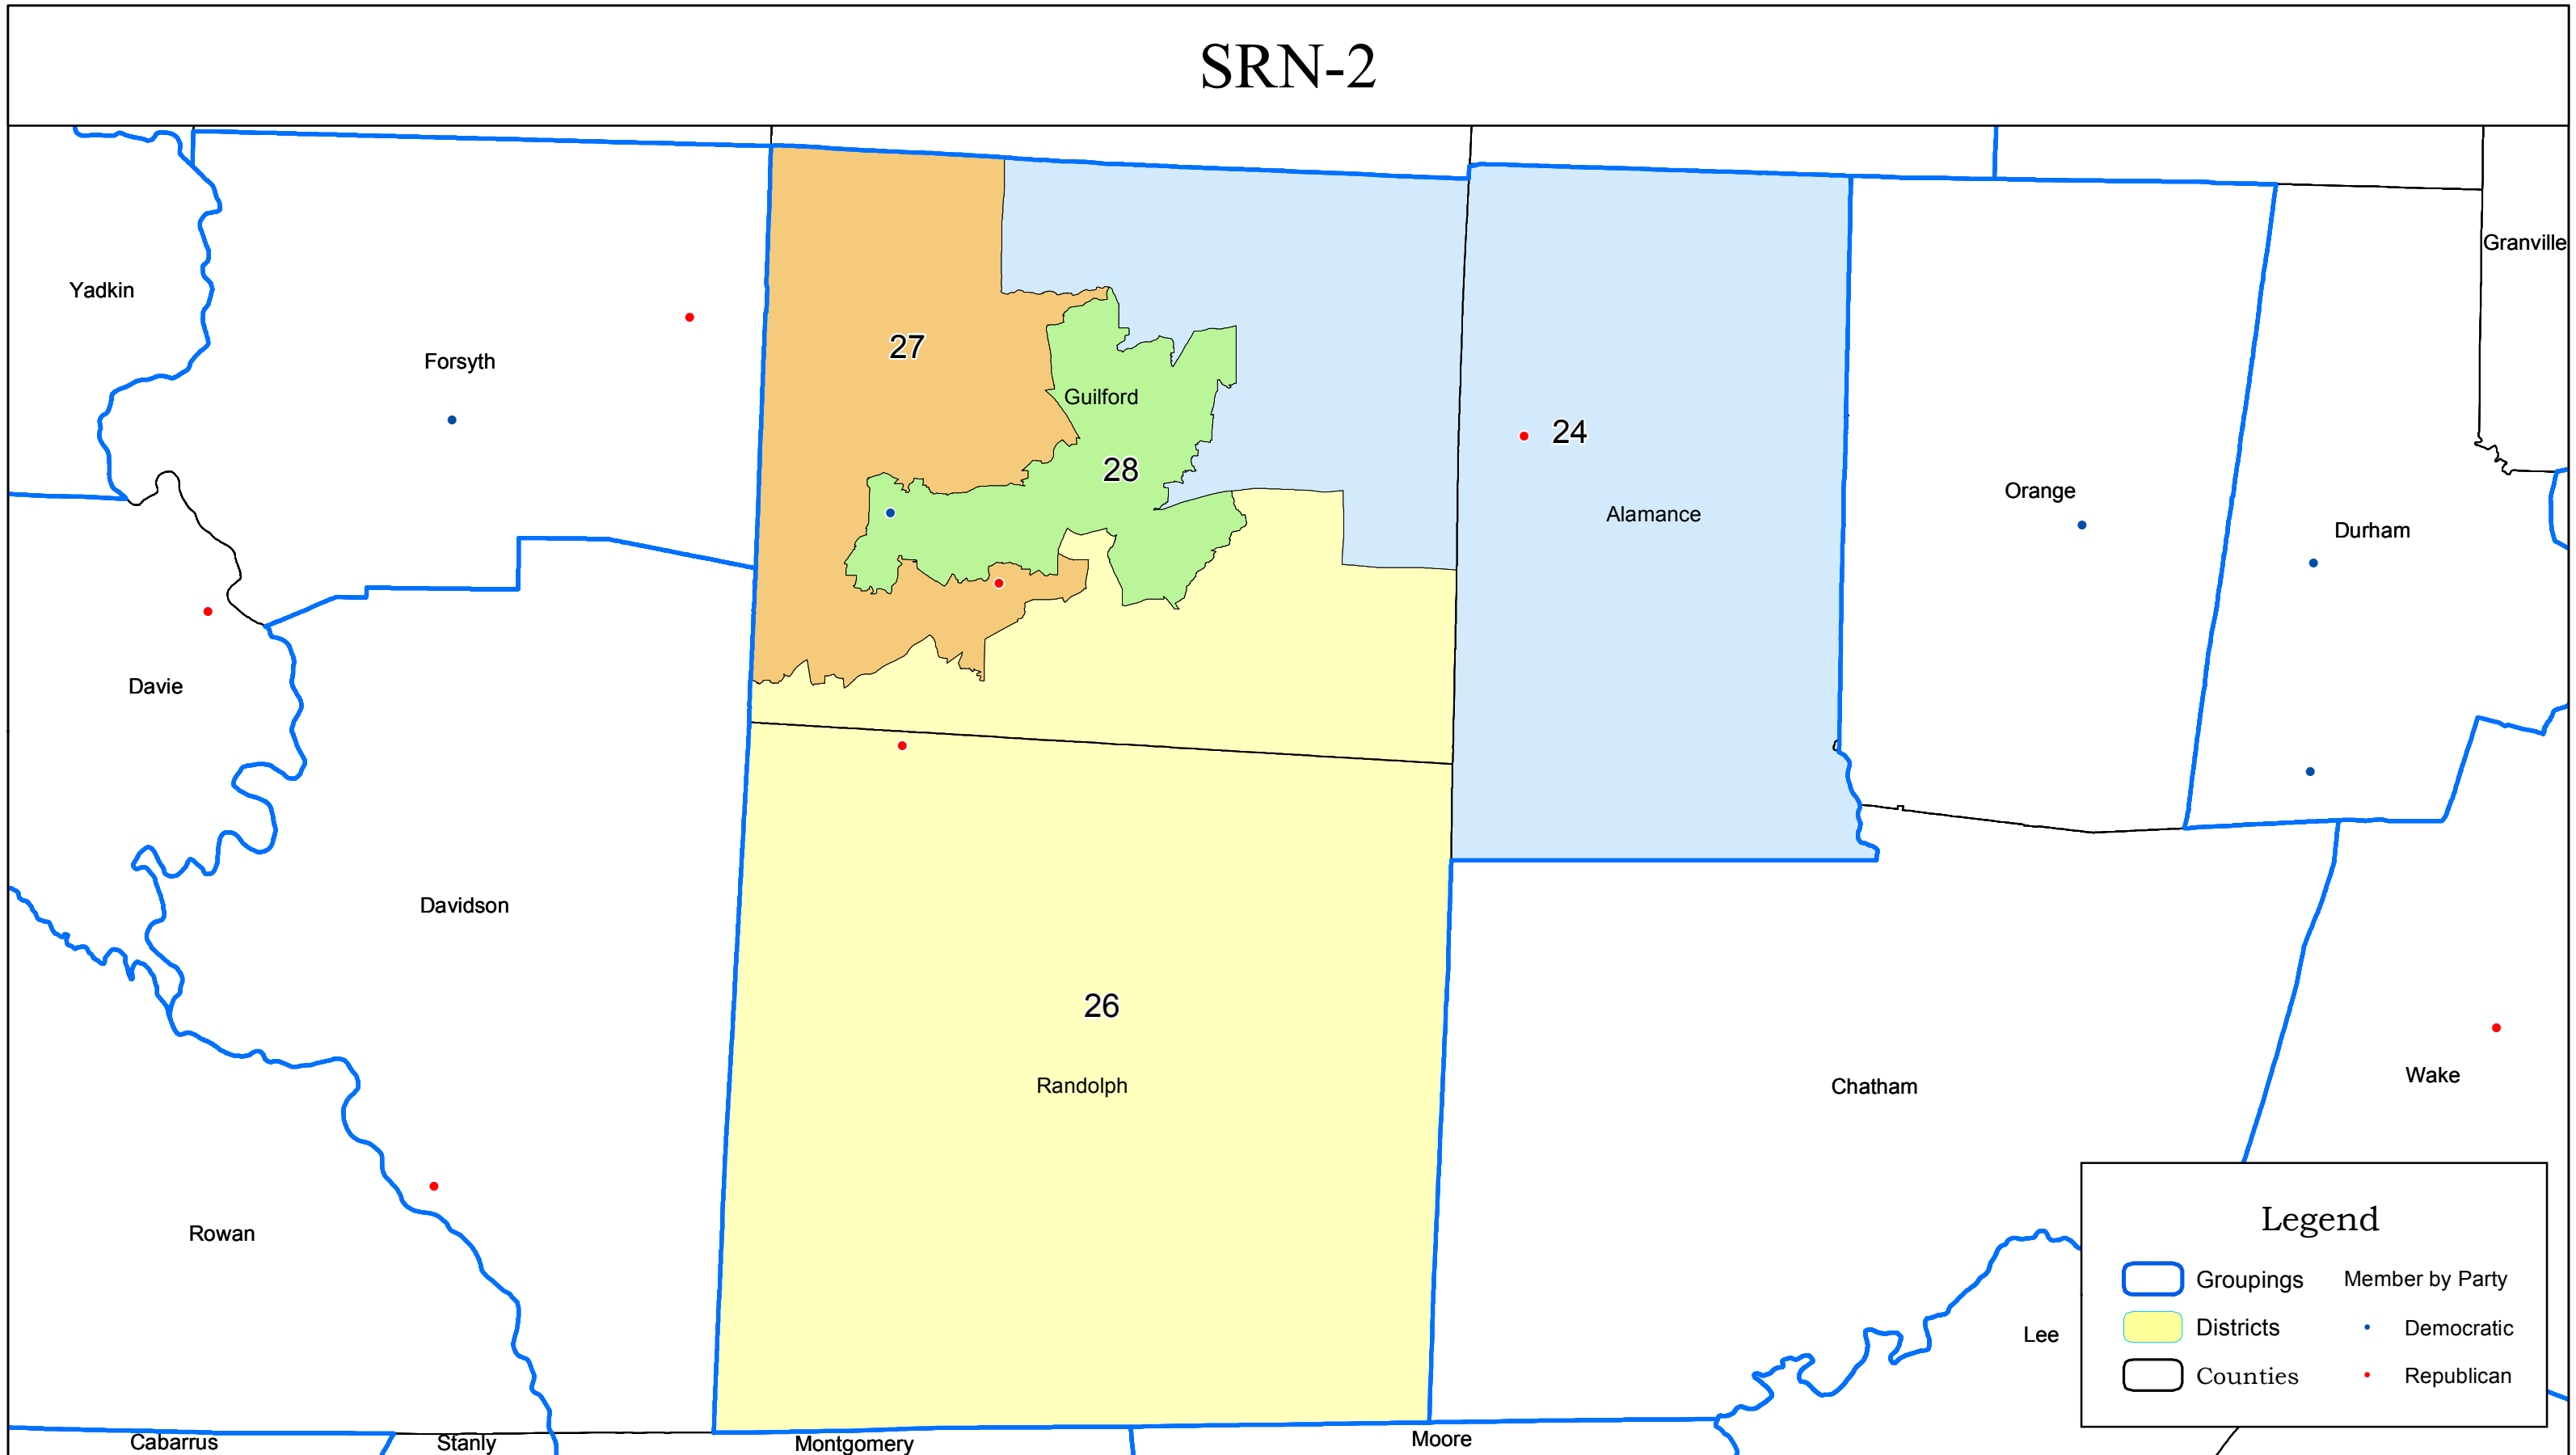 SRN-2
Granville
Yadkin
27
Forsyth
Guilford
24
28
Orange
Alamance
Durham
Davie
Davidson
26
Wake
Randolph
Chatham
Rowan
Legend
Groupings
Member by Party
Districts
Democratic
Lee
Counties
Republican
Cabarrus
Stanly
Montgomery
Moore